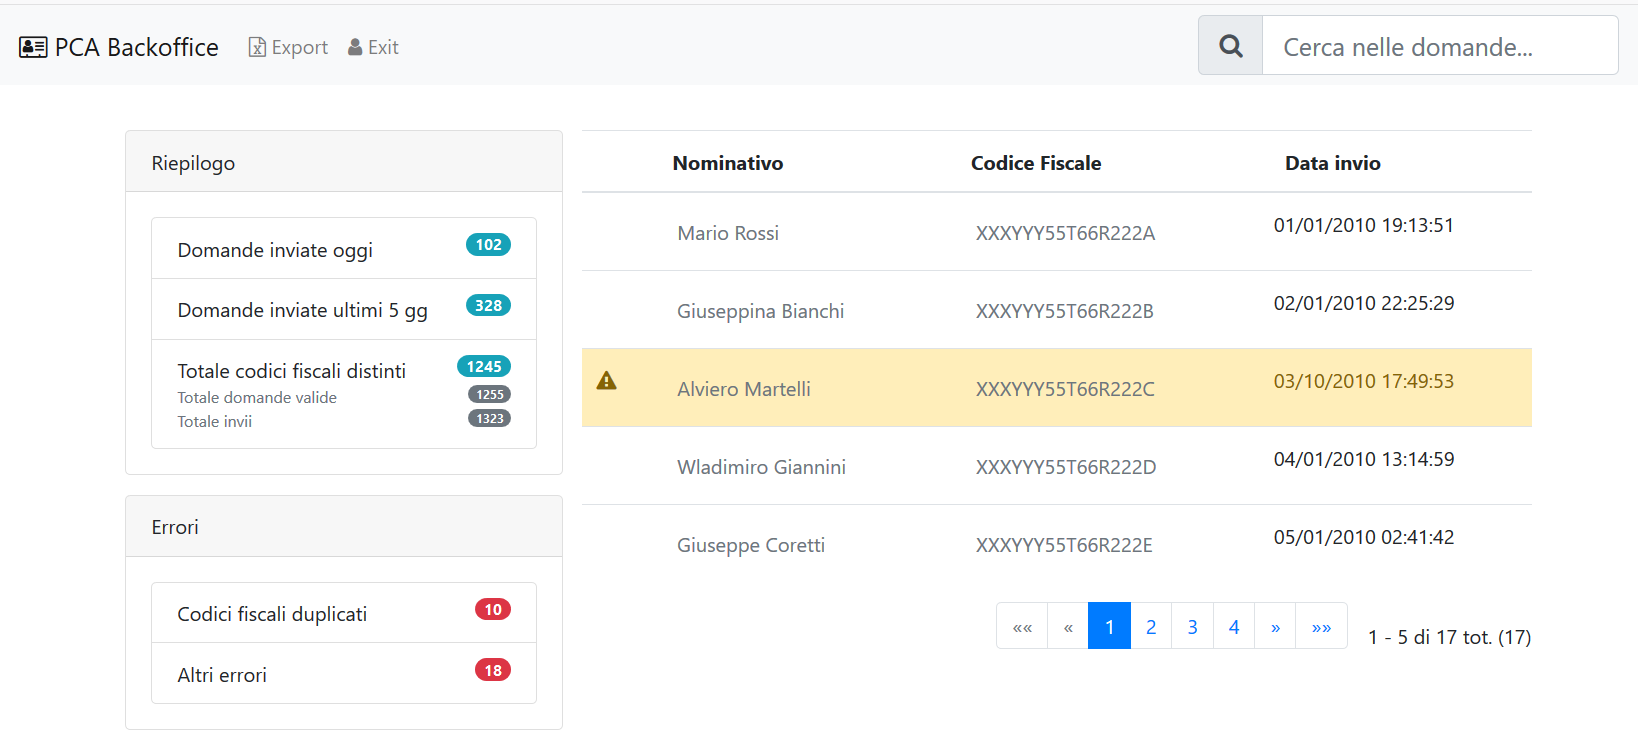 PCA Backoffice Export Exit Cerca nelle domande...
Riepilogo
Domande inviate oggi 102
Domande inviate ultimi 5 gg 328
Totale codici fiscali distinti 1245
Totale domande valide 1255
Totale invii 1323
Errori
Codici fiscali duplicati 10
Altri errori 18
Nominativo Codice Fiscale Data invio
Mario Rossi XXXYYY55T66R222A 01/01/2010 19:13:51
Giuseppina Bianchi XXXYYY55T66R222B 02/01/2010 22:25:29
Alviero Martelli XXXYYY55T66R222C 03/10/2010 17:49:53
Wladimiro Giannini XXXYYY55T66R222D 04/01/2010 13:14:59
Giuseppe Coretti XXXYYY55T66R222E 05/01/2010 02:41:42
«« « 1 2 3 4 » »» 1 - 5 di 17 tot. (17)